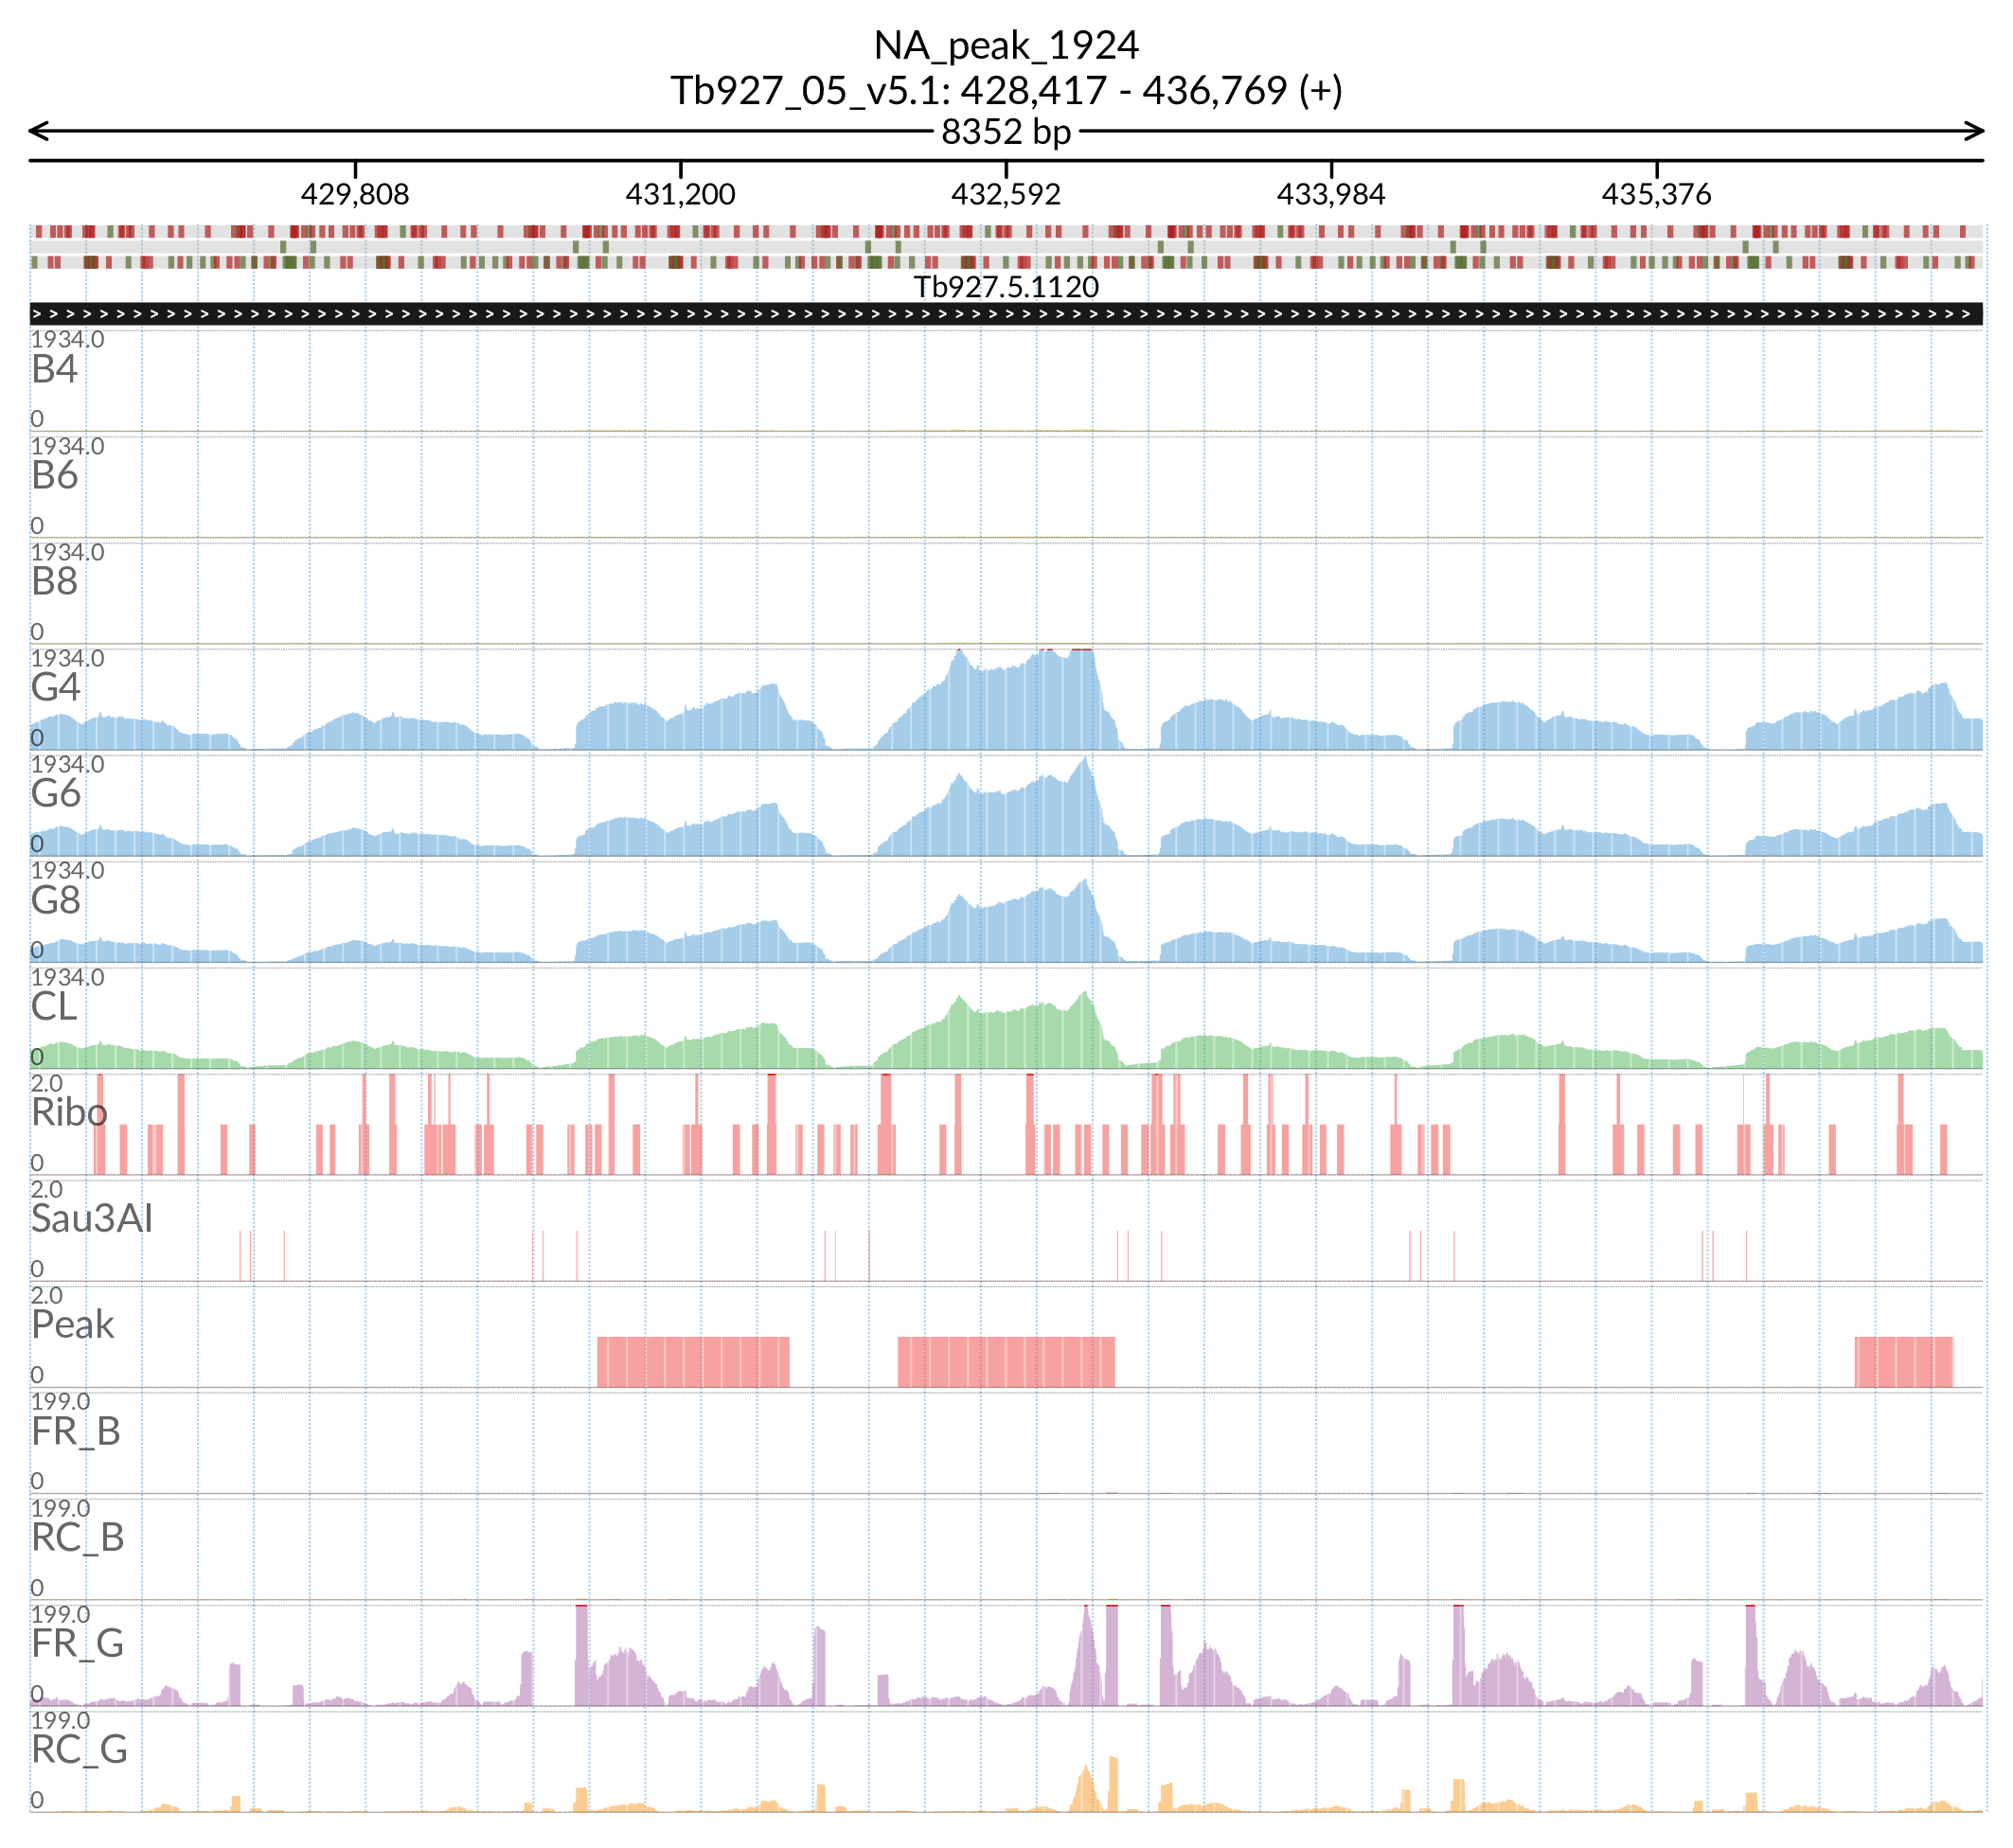 NA_peak_1924
Tb927_05_v5.1: 428,417 - 436,769 (+)
8352 bp
429,808 431,200 432,592 433,984 435,376
Tb927.5.1120
1934.0
B4
0
1934.0
B6
0
1934.0
B8
0
1934.0
G4
0
1934.0
G6
0
1934.0
G8
0
1934.0
CL
0
2.0
Ribo
0
2.0
Sau3AI
0
2.0
Peak
0
199.0
FR_B
0
199.0
RC_B
0
199.0
FR_G
0
199.0
RC_G
0